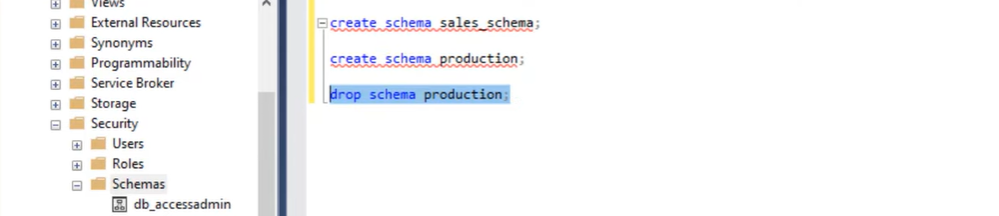 Views
External Resources
Synonyms
Programmability
Service Broker
Storage
Security
Users
Roles
Schemas
db_accessadmin
create schema sales_schema;
create schema production;
drop schema production;